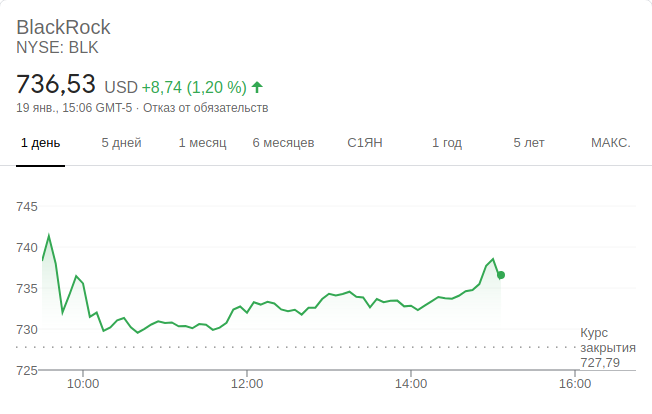 BlackRock
NYSE: BLK
736,53 USD +8,74 (1,20 %)
19 янв., 15:06 GMT-5 · Отказ от обязательств
1 день 5 дней 1 месяц 6 месяцев С1ЯН 1 год 5 лет МАКС.
745
740
735
730
Курс
закрытия
727,79
725
10:00 12:00 14:00 16:00